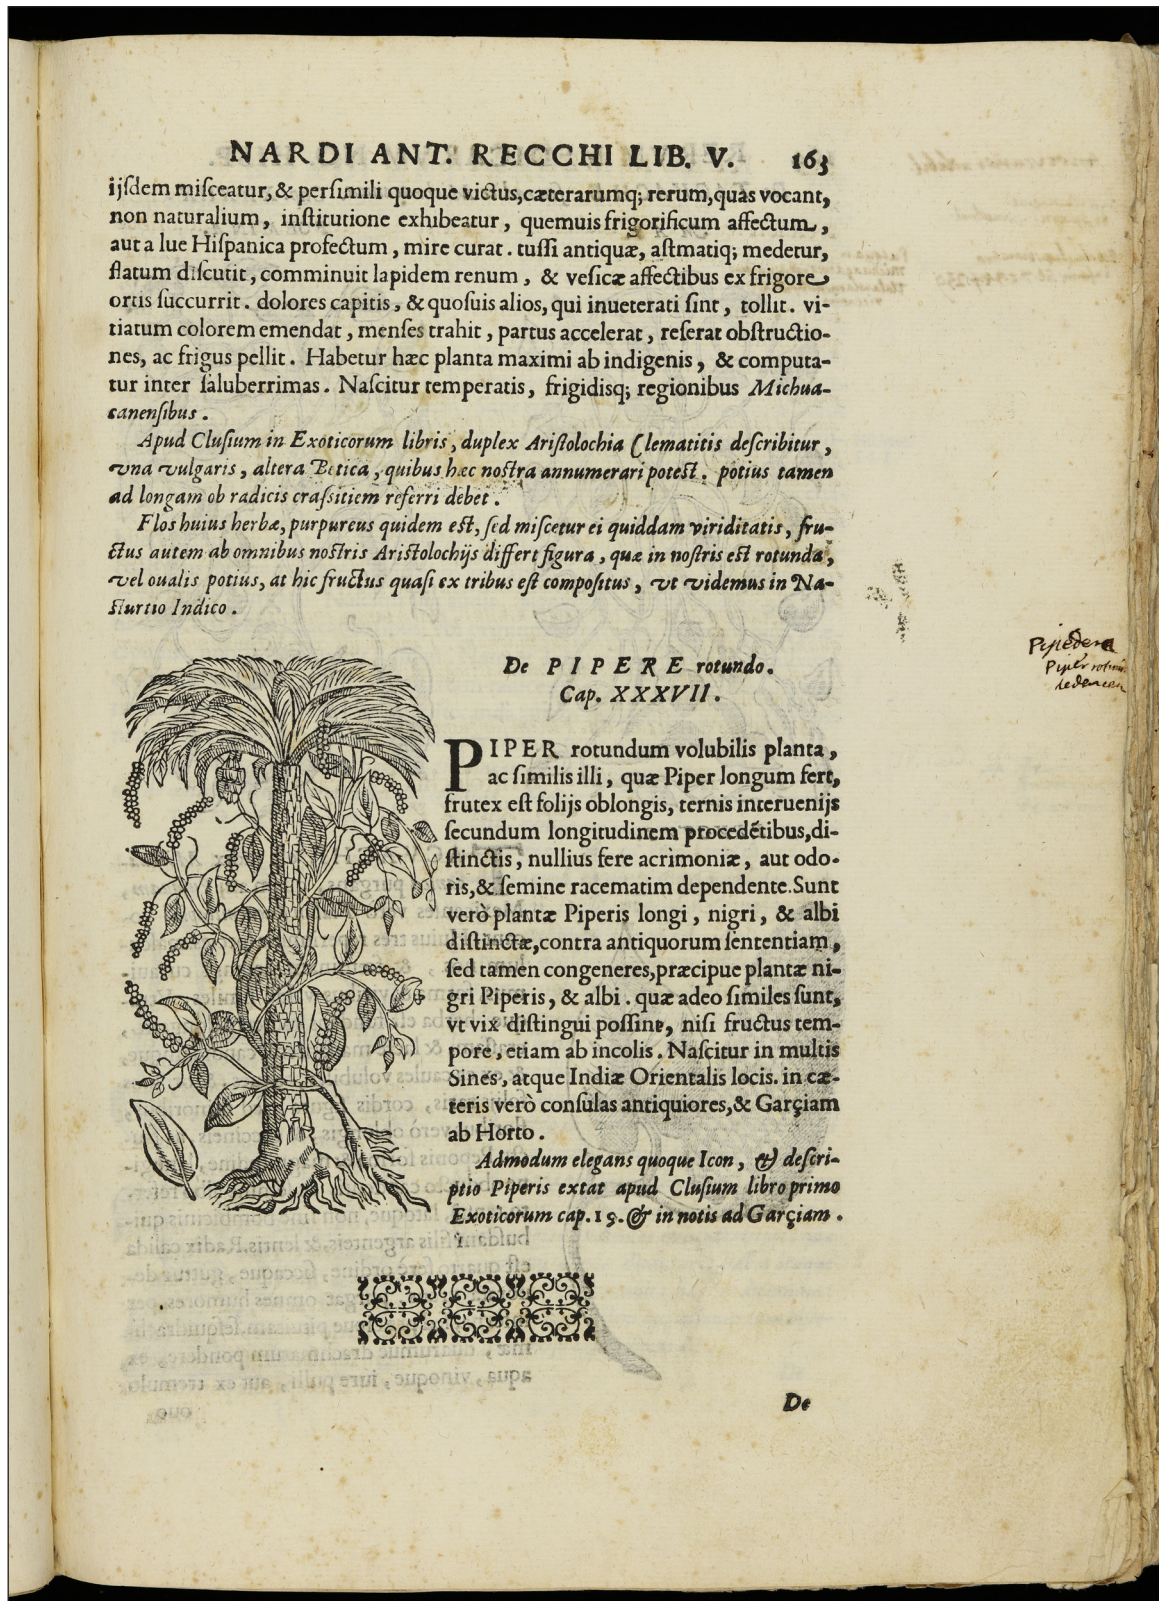 NARDI ANT. RECCHI LIB. V. 163
ijſdem miſceatur, & perſimili quoque victus, cæterarumq; rerum, quas vocant,
non naturalium, inſtitutione exhibeatur, quemuis frigorificum affectum,
aut a lue Hiſpanica profectum, mire curat. tuſſi antiquæ, aſtmatiq; medetur,
flatum diſcutit, comminuit lapidem renum, & veſicæ affectibus ex frigore
ortis ſuccurrit. dolores capitis, & quoſuis alios, qui inueterati ſint, tollit. vi-
tiatum colorem emendat, menſes trahit, partus accelerat, reſerat obſtructio-
nes, ac frigus pellit. Habetur hæc planta maximi ab indigenis, & computa-
tur inter ſaluberrimas. Naſcitur temperatis, frigidisq; regionibus Michua-
canenſibus.
Apud Cluſium in Exoticorum libris, duplex Ariſtolochia Clematitis deſcribitur,
vna vulgaris, altera Betica, quibus hæc noſtra annumerari poteſt. potius tamen
ad longam ob radicis craſsitiem referri debet.
Flos huius herbæ, purpureus quidem eſt, ſed miſcetur ei quiddam viriditatis, fru-
ctus autem ab omnibus noſtris Ariſtolochijs differt figura, quæ in noſtris eſt rotunda,
vel oualis potius, at hic fructus quaſi ex tribus eſt compoſitus, vt videmus in Na-
ſturtio Indico.
De PIPERE rotundo.
Cap. XXXVII.
PIPER rotundum volubilis planta,
ac ſimilis illi, quæ Piper longum fert,
frutex eſt folijs oblongis, ternis interuenijs
ſecundum longitudinem procedẽtibus, di-
ſtinctis, nullius fere acrimoniæ, aut odo-
ris, & ſemine racematim dependente. Sunt
verò plantæ Piperis longi, nigri, & albi
diſtinctæ, contra antiquorum ſententiam,
ſed tamen congeneres, præcipue plantæ ni-
gri Piperis, & albi. quæ adeo ſimiles ſunt,
vt vix diſtingui poſſint, niſi fructus tem-
pore, etiam ab incolis. Naſcitur in multis
Sines, atque Indiæ Orientalis locis. in cæ-
teris verò conſulas antiquiores, & Garçiam
ab Horto.
Admodum elegans quoque Icon, & deſcri-
ptio Piperis extat apud Cluſium libro primo
Exoticorum cap. 19. & in notis ad Garçiam.
Piper
De